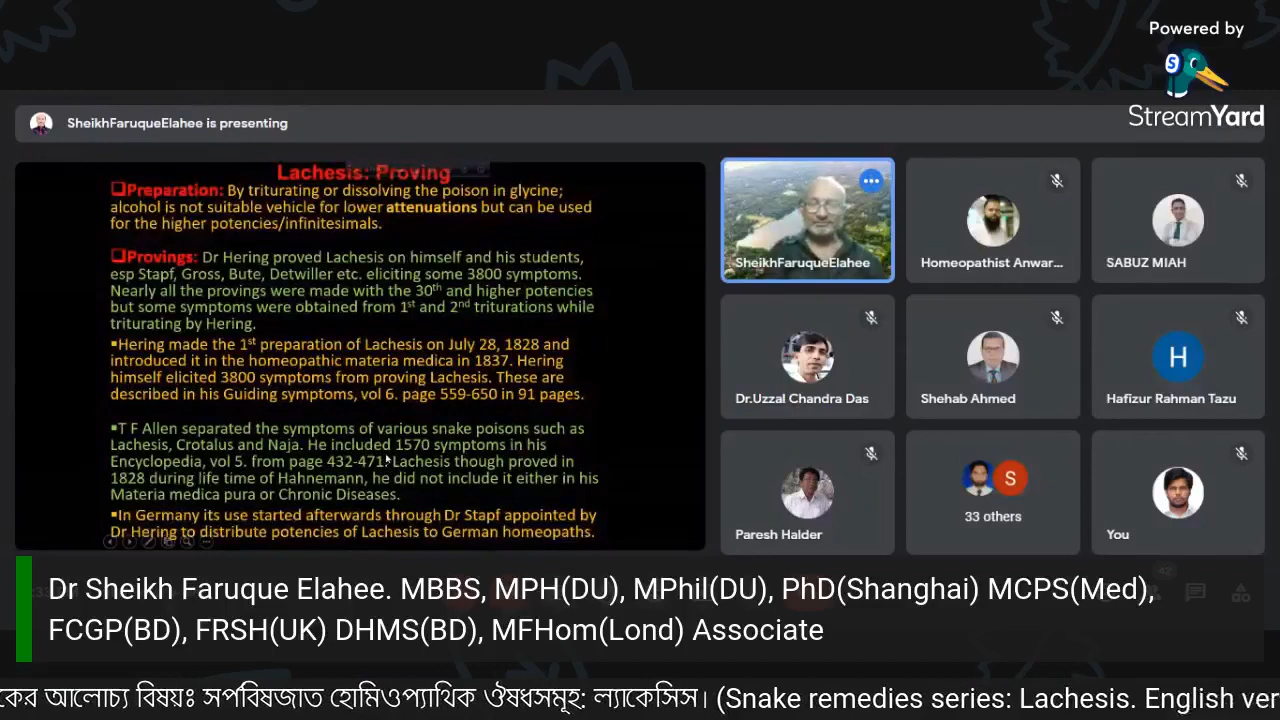 Powered by
S
StreamYard
SheikhFaruqueElahee is presenting
Lachesis: Proving
❑Preparation: By triturating or dissolving the poison in glycine;
alcohol is not suitable vehicle for lower attenuations but can be used
for the higher potencies/infinitesimals.
❑Provings: Dr Hering proved Lachesis on himself and his students,
esp Stapf, Gross, Bute, Detwiller etc. eliciting some 3800 symptoms.
Nearly all the provings were made with the 30th and higher potencies
but some symptoms were obtained from 1st and 2nd triturations while
triturating by Hering.
▪Hering made the 1st preparation of Lachesis on July 28, 1828 and
introduced it in the homeopathic materia medica in 1837. Hering
himself elicited 3800 symptoms from proving Lachesis. These are
described in his Guiding symptoms, vol 6. page 559-650 in 91 pages.
▪T F Allen separated the symptoms of various snake poisons such as
Lachesis, Crotalus and Naja. He included 1570 symptoms in his
Encyclopedia, vol 5. from page 432-471. Lachesis though proved in
1828 during life time of Hahnemann, he did not include it either in his
Materia medica pura or Chronic Diseases.
▪In Germany its use started afterwards through Dr Stapf appointed by
Dr Hering to distribute potencies of Lachesis to German homeopaths.
SheikhFaruqueElahee
Homeopathist Anwar...
SABUZ MIAH
Dr.Uzzal Chandra Das
Shehab Ahmed
H
Hafizur Rahman Tazu
Paresh Halder
S
33 others
You
42
Dr Sheikh Faruque Elahee. MBBS, MPH(DU), MPhil(DU), PhD(Shanghai) MCPS(Med),
FCGP(BD), FRSH(UK) DHMS(BD), MFHom(Lond) Associate
কের আলোচ্য বিষয়ঃ সর্পবিষজাত হোমিওপ্যাথিক ঔষধসমূহ: ল্যাকেসিস। (Snake remedies series: Lachesis. English ver